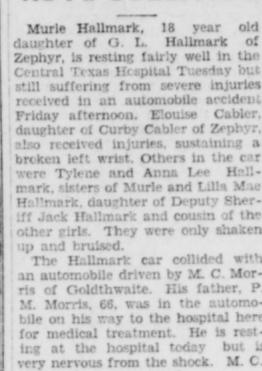 Murle Hallmark, 18 year old
daughter of G. L. Hallmark of
Zephyr, is resting fairly well in the
Central Texas Hospital Tuesday but
still suffering from severe injuries
received in an automobile accident
Friday afternoon. Elouise Cabler,
daughter of Curby Cabler of Zephyr,
also received injuries, sustaining a
broken left wrist. Others in the car
were Tylene and Anna Lee Hall-
mark, sisters of Murle and Lilla Mae
Hallmark, daughter of Deputy Sher-
iff Jack Hallmark and cousin of the
other girls. They were only shaken
up and bruised.
The Hallmark car collided with
an automobile driven by M. C. Mor-
ris of Goldthwaite. His father, P.
M. Morris, 66, was in the automo-
bile on his way to the hospital here
for medical treatment. He is rest-
ing at the hospital today but i
very nervous from the shock. M. C.